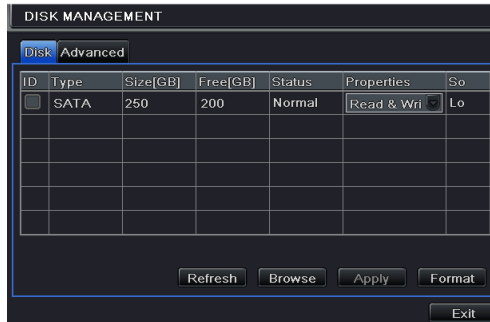 DISK MANAGEMENT
Disk Advanced
ID Type Size[GB] Free[GB] Status Properties So
SATA 250 200 Normal Read & Wri Lo
Refresh Browse Apply Format
Exit